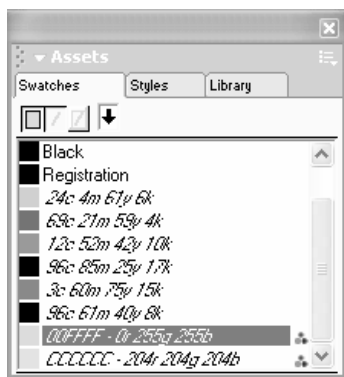 Assets
Swatches Styles Library
Black
Registration
24c 4m 61y 6k
69c 21m 59y 4k
12c 52m 42y 10k
96c 85m 25y 17k
3c 60m 75y 15k
96c 61m 40y 8k
00FFFF - 0r 255g 255b
CCCCCC - 204r 204g 204b